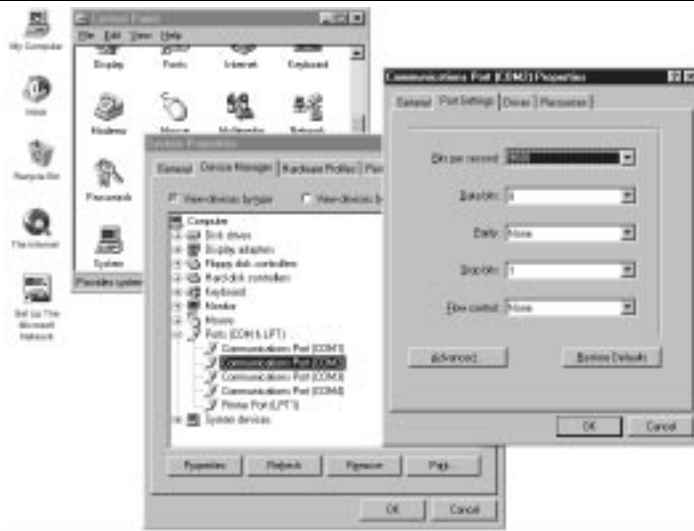 My Computer
Inbox
Recycle Bin
The Internet
Set Up The
Microsoft
Network
Control Panel
File Edit View Help
Display Fonts Internet Keyboard
Modems Mouse Multimedia Network
Passwords
System
Provides system
System Properties
General Device Manager Hardware Profiles
View devices by type View devices b
Computer
Disk drives
Display adapters
Floppy disk controllers
Hard disk controllers
Keyboard
Monitor
Mouse
Ports (COM & LPT)
Communications Port (COM1)
Communications Port (COM2)
Communications Port (COM3)
Communications Port (COM4)
Printer Port (LPT1)
System devices
Properties Refresh Remove Print...
OK Cancel
Communications Port (COM2) Properties
General Port Settings Driver Resources
Bits per second:
Data bits: 8
Parity: None
Stop bits: 1
Flow control: None
Advanced... Restore Defaults
OK Cancel